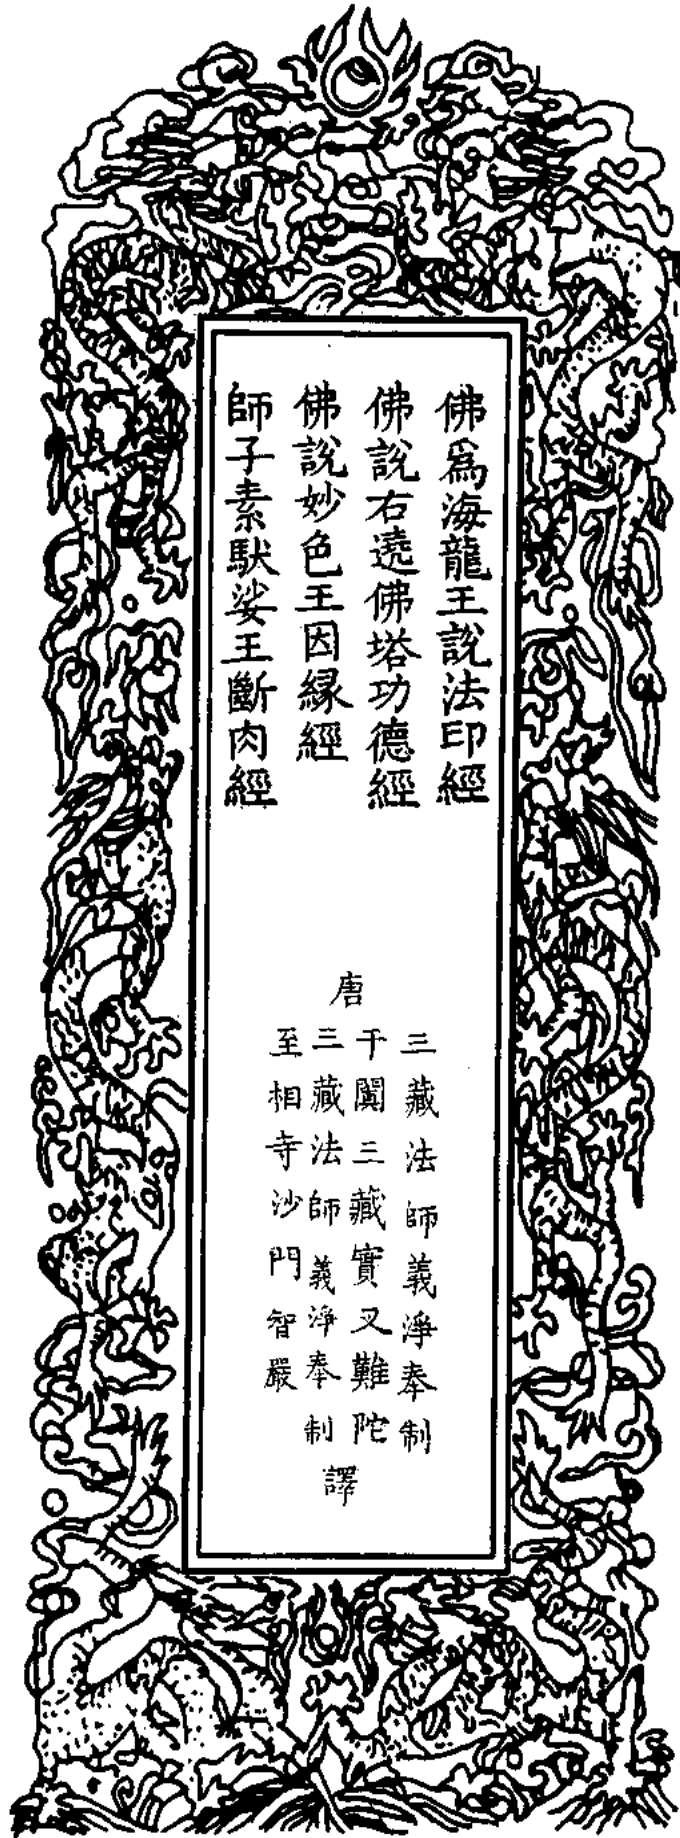 佛爲海龍王說法印經
佛說右遶佛塔功德經
佛說妙色王因緣經
師子素馱娑王斷肉經
唐
三藏法師義淨奉制
于闐三藏實叉難陀
三藏法師義淨奉制
至相寺沙門智嚴
譯